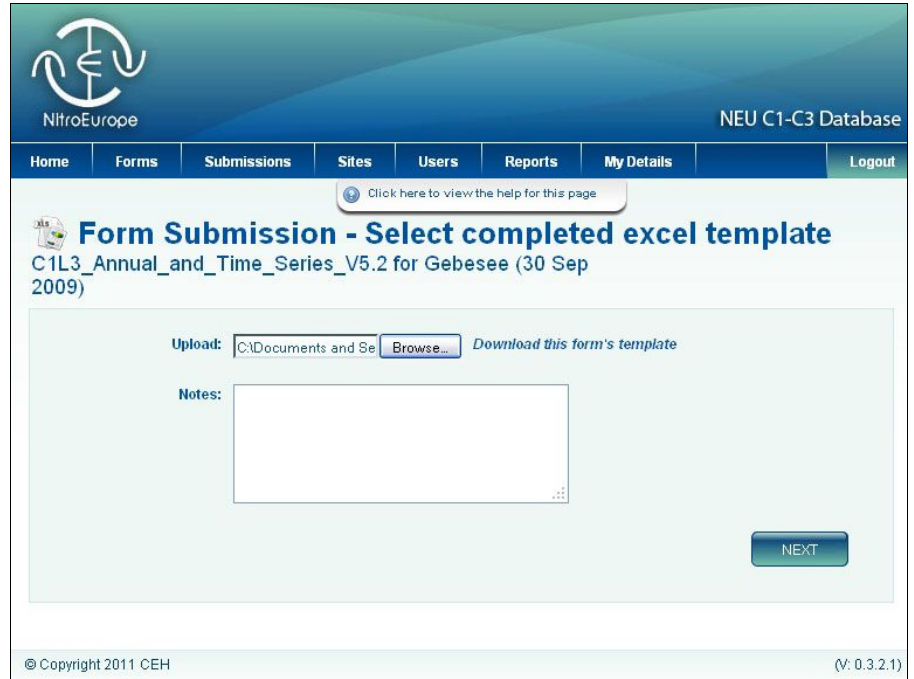 NitroEurope
NEU C1-C3 Database
Home Forms Submissions Sites Users Reports My Details Logout
Click here to view the help for this page
xls
Form Submission - Select completed excel template
C1L3_Annual_and_Time_Series_V5.2 for Gebesee (30 Sep
2009)
Upload: C:\Documents and Se Browse... Download this form's template
Notes:
NEXT
© Copyright 2011 CEH (V: 0.3.2.1)